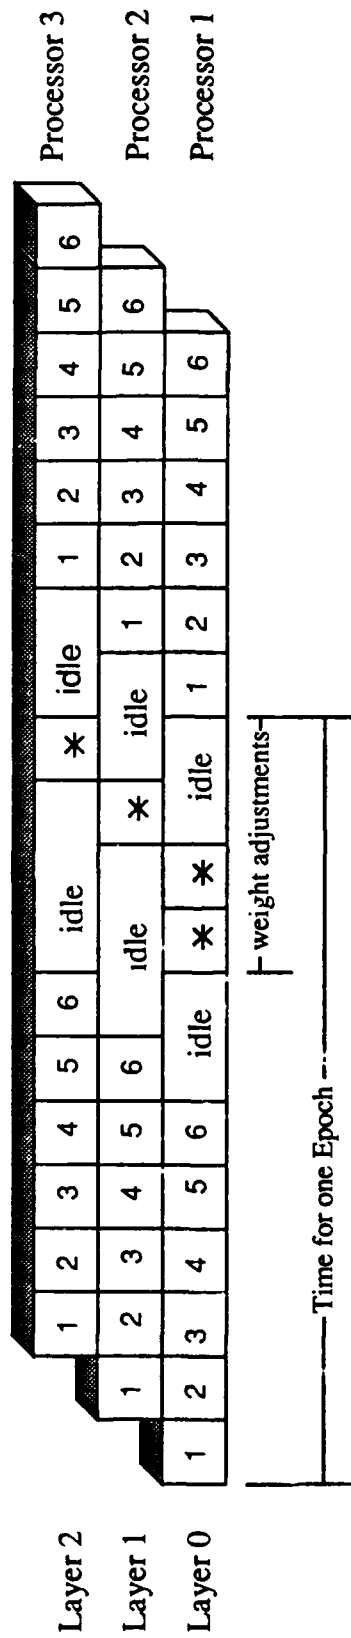 Layer 2 1 2 3 4 5 6 idle * idle 1 2 3 4 5 6 Processor 3
Layer 1 1 2 3 4 5 6 idle * idle 1 2 3 4 5 6 Processor 2
Layer 0 1 2 3 4 5 6 idle * * idle 1 2 3 4 5 6 Processor 1
weight adjustments
Time for one Epoch